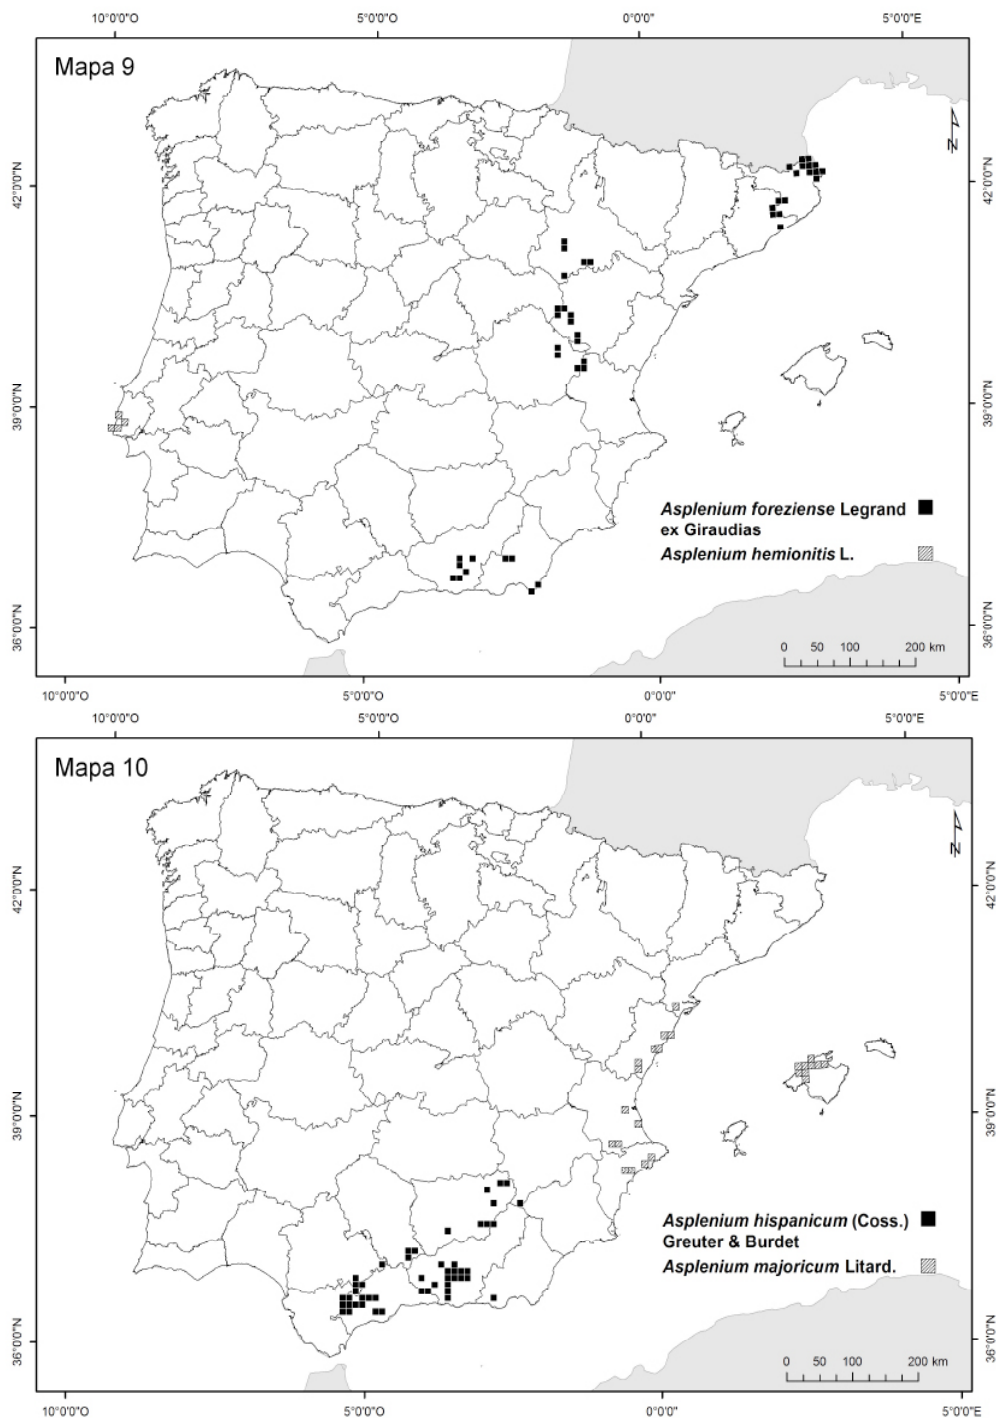 10°0'0"O 5°0'0"O 0°0'0" 5°0'0"E
Mapa 9
N
42°0'0"N 42°0'0"N
39°0'0"N 39°0'0"N
Asplenium foreziense Legrand
ex Giraudias
Asplenium hemionitis L.
36°0'0"N 36°0'0"N
0 50 100 200 km
10°0'0"O 5°0'0"O 0°0'0" 5°0'0"E
10°0'0"O 5°0'0"O 0°0'0" 5°0'0"E
Mapa 10
N
42°0'0"N 42°0'0"N
39°0'0"N 39°0'0"N
Asplenium hispanicum (Coss.)
Greuter & Burdet
Asplenium majoricum Litard.
36°0'0"N 36°0'0"N
0 50 100 200 km
10°0'0"O 5°0'0"O 0°0'0" 5°0'0"E